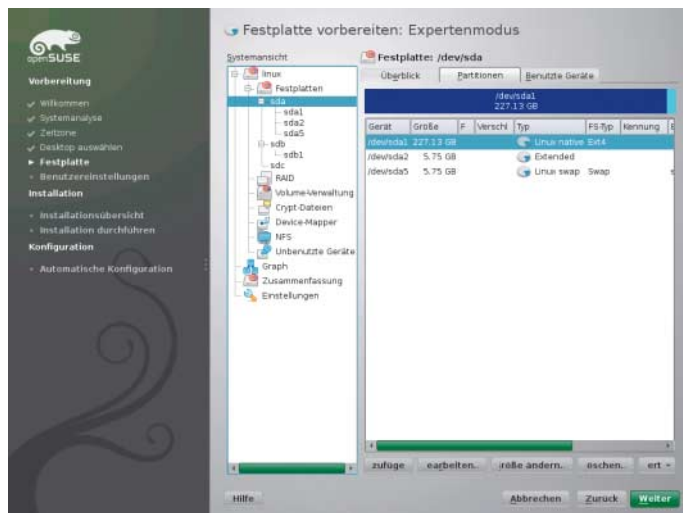 openSUSE
Vorbereitung
Willkommen
Systemanalyse
Zeitzone
Desktop auswählen
Festplatte
Benutzereinstellungen
Installation
Installationsübersicht
Installation durchführen
Konfiguration
Automatische Konfiguration
Festplatte vorbereiten: Expertenmodus
Systemansicht
linux
Festplatten
sda
sda1
sda2
sda5
sdb
sdb1
sdc
RAID
Volume-Verwaltung
Crypt-Dateien
Device-Mapper
NFS
Unbenutzte Geräte
Graph
Zusammenfassung
Einstellungen
Festplatte: /dev/sda
Überblick Partitionen Benutzte Geräte
/dev/sda1
227.13 GB
Gerät Größe F Verschl Typ FS-Typ Kennung E
/dev/sda1 227.13 GB Linux native Ext4
/dev/sda2 5.75 GB Extended
/dev/sda5 5.75 GB Linux swap Swap s
zufüge earbeiten.. röße ändern.. öschen.. ert
Hilfe Abbrechen Zurück Weiter